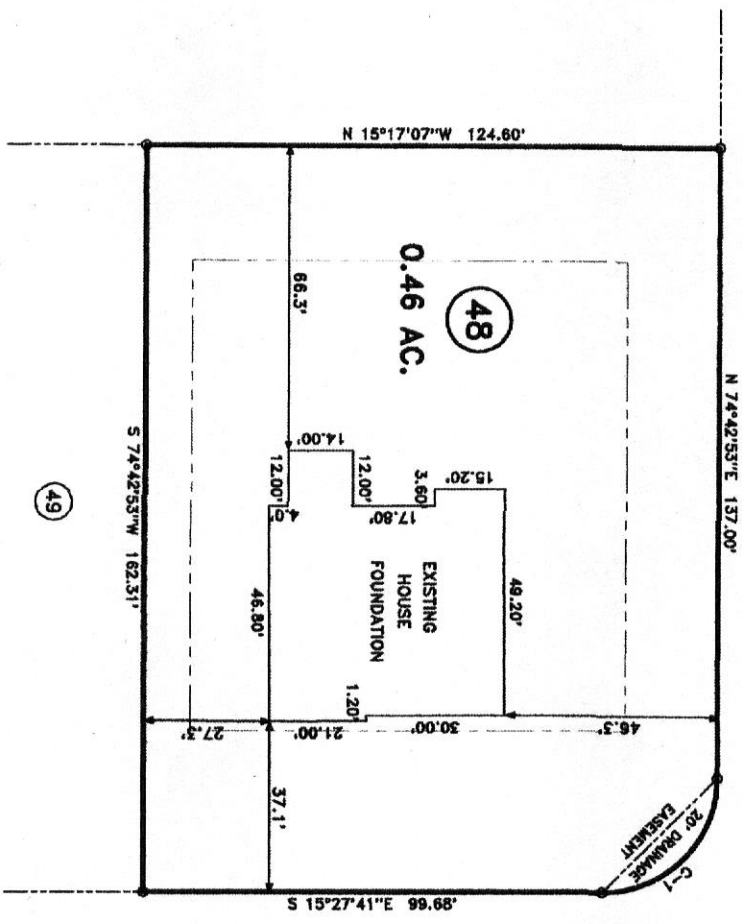 N 15°17'07"W 124.60'
N 74°42'53"E 137.00'
48
0.46 AC.
66.3'
14.00'
12.00'
12.00'
4.0'
3.60'
17.80'
15.20'
49.20'
EXISTING
HOUSE
FOUNDATION
46.80'
1.20'
21.00'
30.00'
27.3'
46.3'
37.1'
20' DRAINAGE
EASEMENT
C-1
S 74°42'53"W 162.31'
S 15°27'41"E 99.68'
49